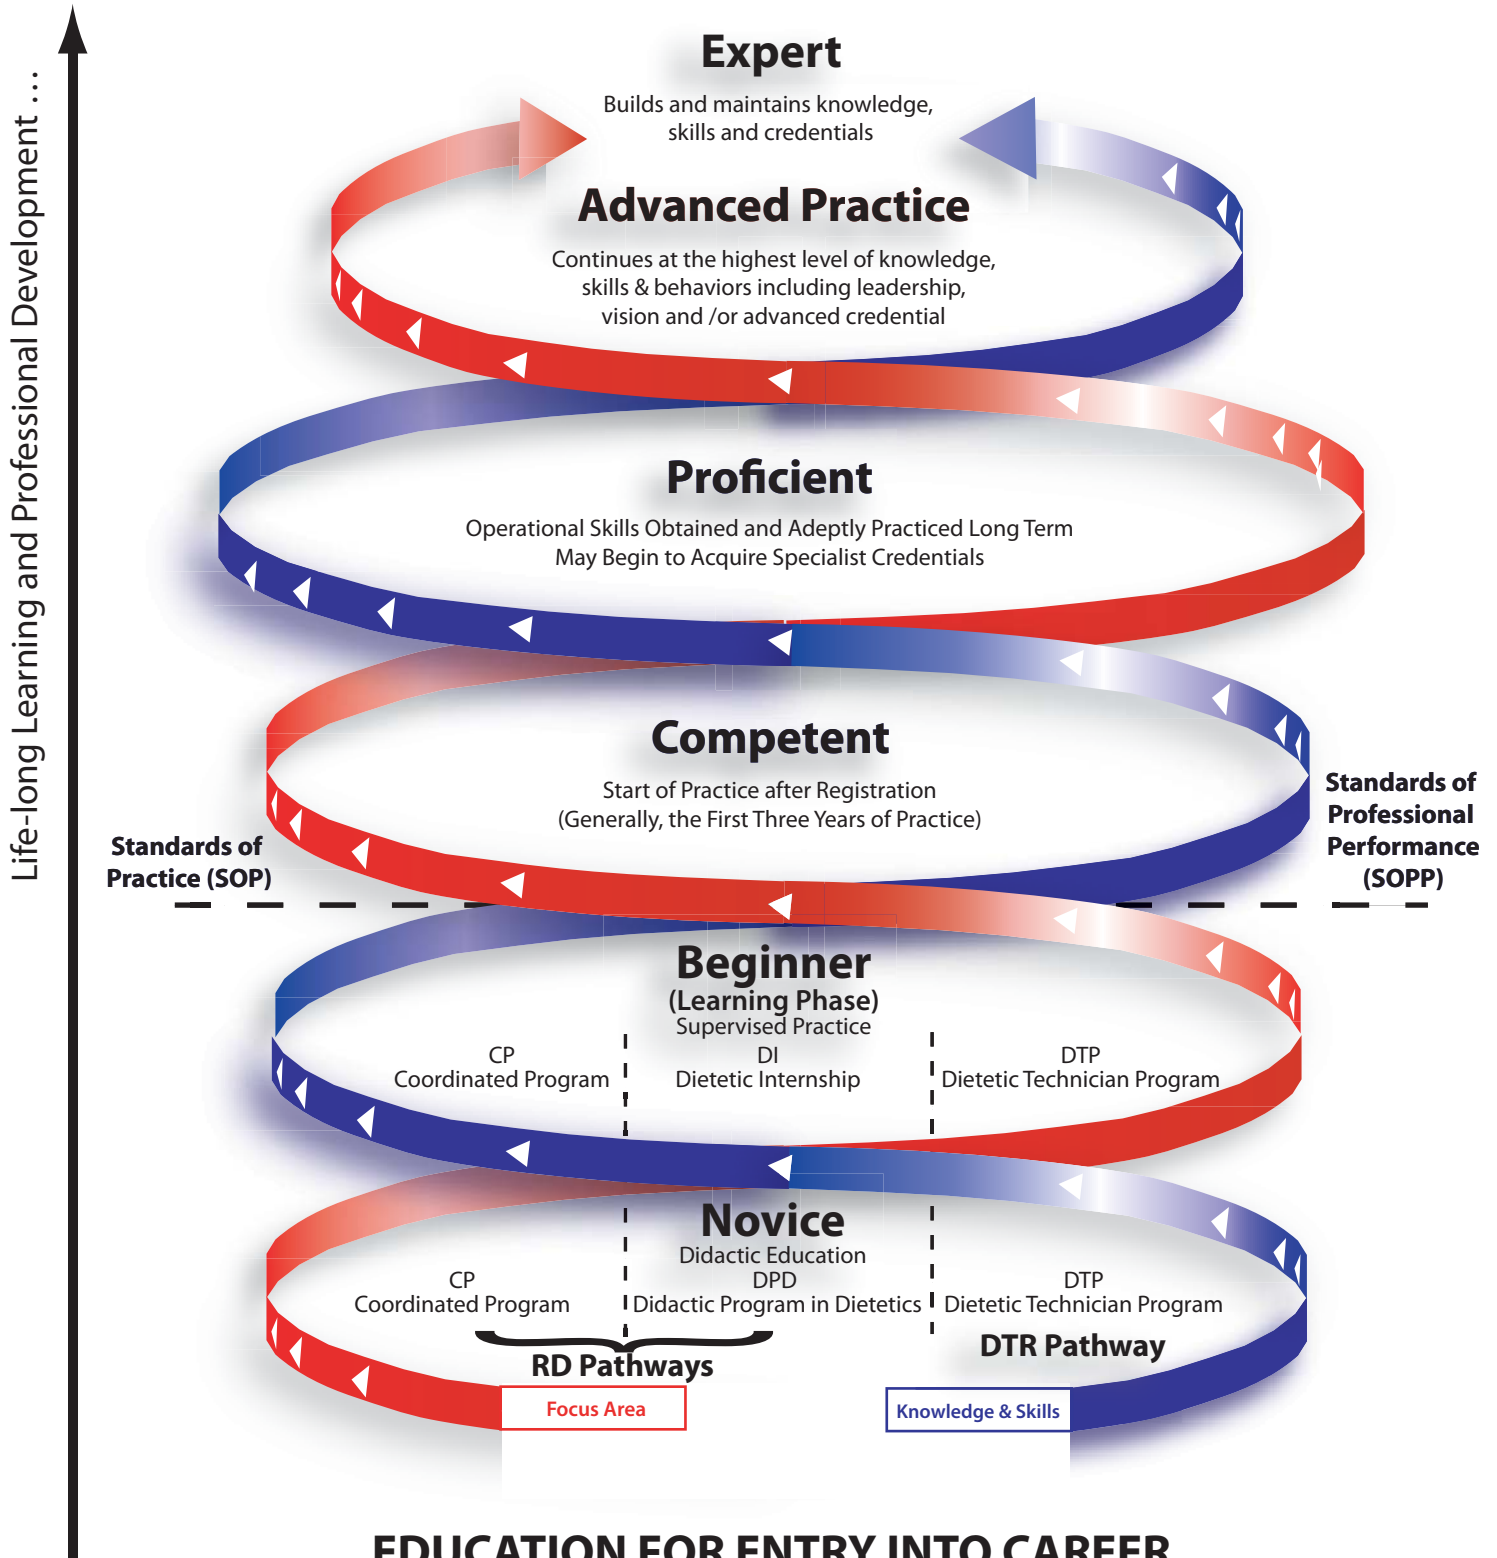 Life-long Learning and Professional Development ...
Expert
Builds and maintains knowledge,
skills and credentials
Advanced Practice
Continues at the highest level of knowledge,
skills & behaviors including leadership,
vision and /or advanced credential
Proficient
Operational Skills Obtained and Adeptly Practiced Long Term
May Begin to Acquire Specialist Credentials
Competent
Start of Practice after Registration
(Generally, the First Three Years of Practice)
Standards of
Practice (SOP)
Standards of
Professional
Performance
(SOPP)
Beginner
(Learning Phase)
Supervised Practice
CP
Coordinated Program
DI
Dietetic Internship
DTP
Dietetic Technician Program
Novice
Didactic Education
CP
Coordinated Program
DPD
Didactic Program in Dietetics
DTP
Dietetic Technician Program
RD Pathways
DTR Pathway
Focus Area
Knowledge & Skills
EDUCATION FOR ENTRY INTO CAREER